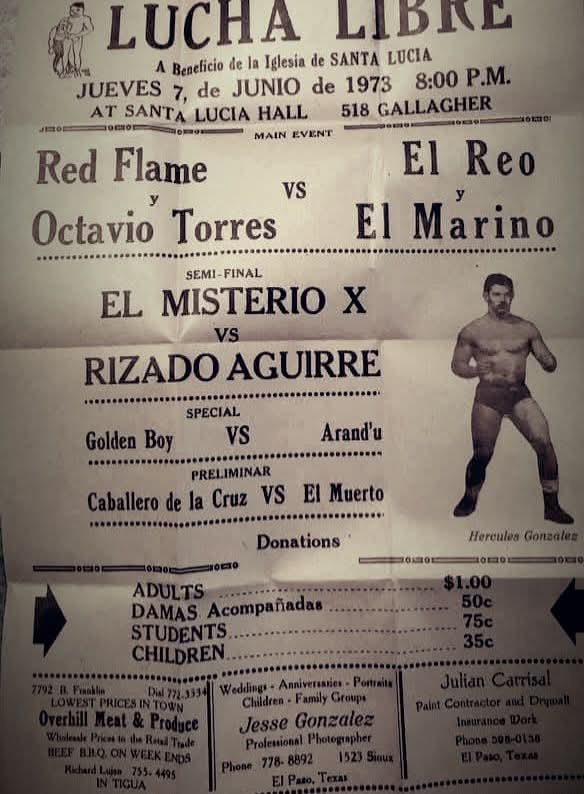 LUCHA LIBRE
A Beneficio de la Iglesia de SANTA LUCIA
JUEVES 7, de JUNIO de 1973 8:00 P.M.
AT SANTA LUCIA HALL 518 GALLAGHER
MAIN EVENT
Red Flame
y
Octavio Torres
VS
El Reo
y
El Marino
SEMI-FINAL
EL MISTERIO X
VS
RIZADO AGUIRRE
SPECIAL
Golden Boy VS Arand'u
PRELIMINAR
Caballero de la Cruz VS El Muerto
Hercules Gonzalez
Donations
ADULTS $1.00
DAMAS Acompañadas 50c
STUDENTS 75c
CHILDREN 35c
7792 B. Franklin Dial 772-3334
LOWEST PRICES IN TOWN
Overhill Meat & Produce
Wholesale Prices to the Retail Trade
BEEF B.B.Q. ON WEEK ENDS
Richard Lujan 755-4495
IN TIGUA
Weddings - Anniversaries - Portraits
Children - Family Groups
Jesse Gonzalez
Professional Photographer
Phone 778-8892 1523 Sioux
El Paso, Texas
Julian Carrisal
Paint Contractor and Drywall
Insurance Work
Phone 598-0138
El Paso, Texas